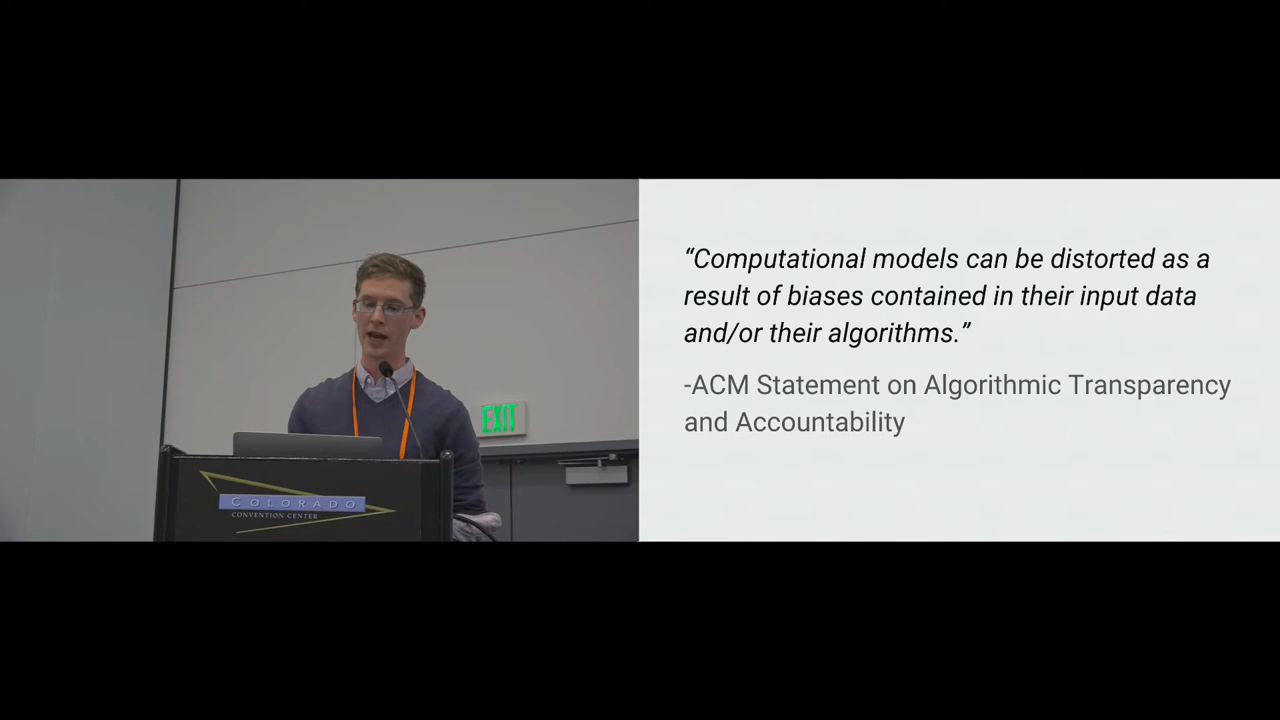 EXIT
COLORADO
CONVENTION CENTER
“Computational models can be distorted as a
result of biases contained in their input data
and/or their algorithms.”
-ACM Statement on Algorithmic Transparency
and Accountability